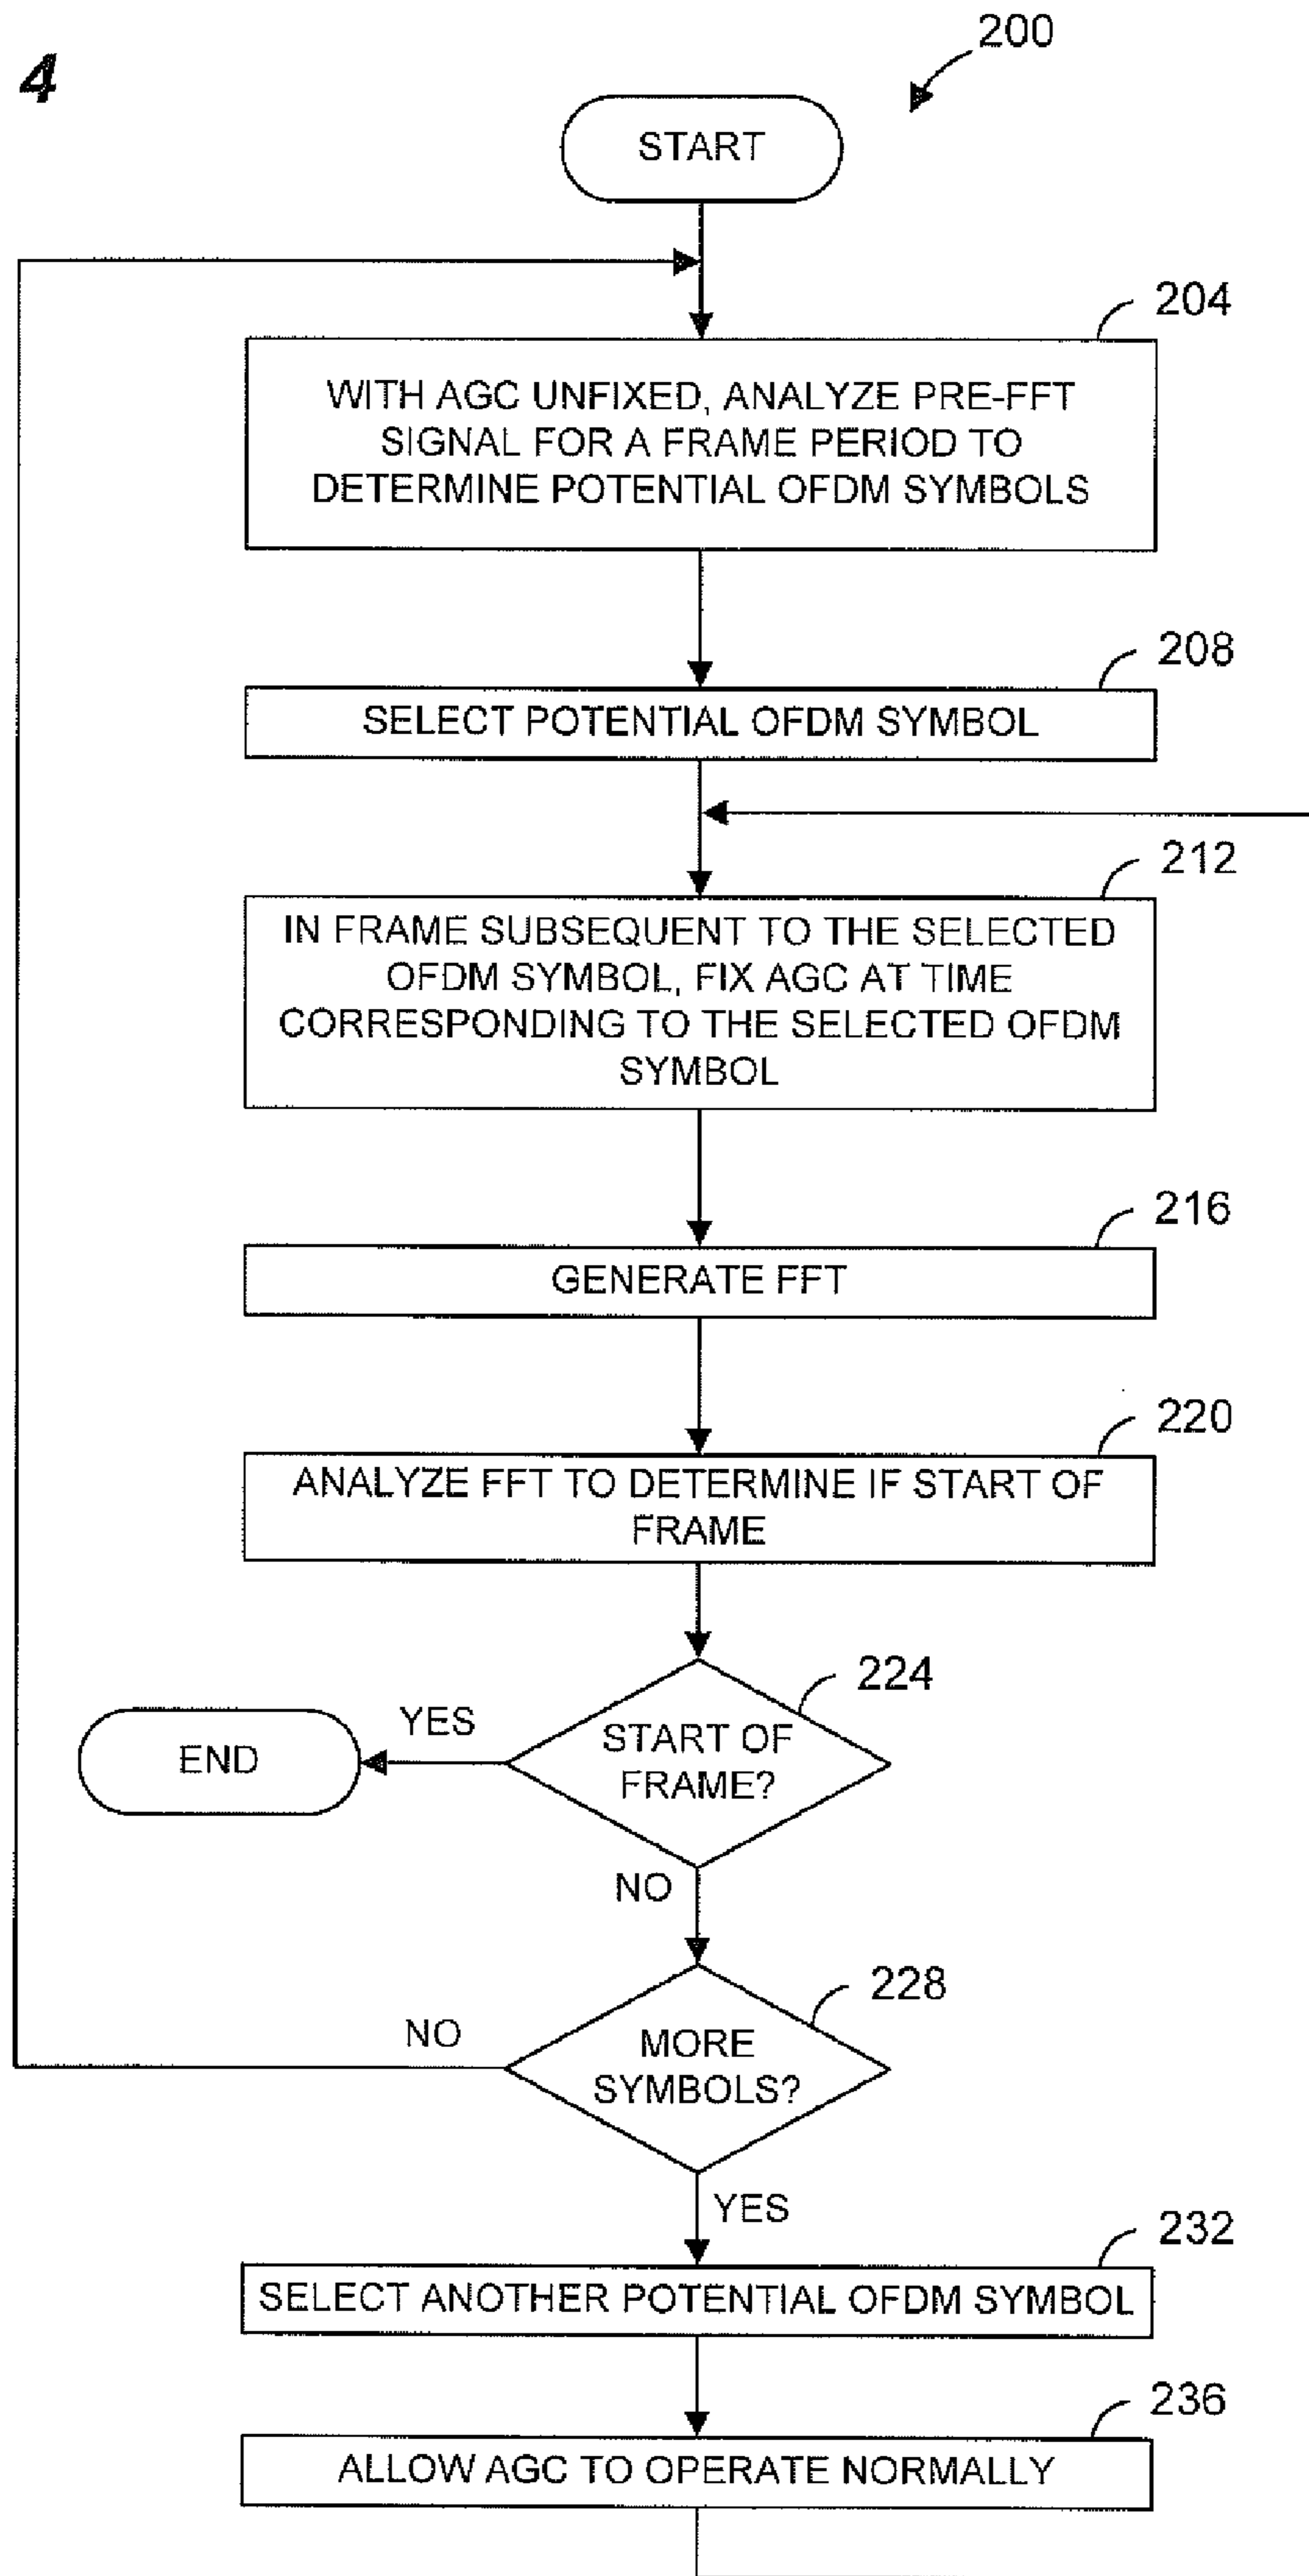 4
200
START
204
WITH AGC UNFIXED, ANALYZE PRE-FFT
SIGNAL FOR A FRAME PERIOD TO
DETERMINE POTENTIAL OFDM SYMBOLS
208
SELECT POTENTIAL OFDM SYMBOL
212
IN FRAME SUBSEQUENT TO THE SELECTED
OFDM SYMBOL, FIX AGC AT TIME
CORRESPONDING TO THE SELECTED OFDM
SYMBOL
216
GENERATE FFT
220
ANALYZE FFT TO DETERMINE IF START OF
FRAME
224
START OF
FRAME?
YES
END
NO
228
MORE
SYMBOLS?
NO
YES
232
SELECT ANOTHER POTENTIAL OFDM SYMBOL
236
ALLOW AGC TO OPERATE NORMALLY